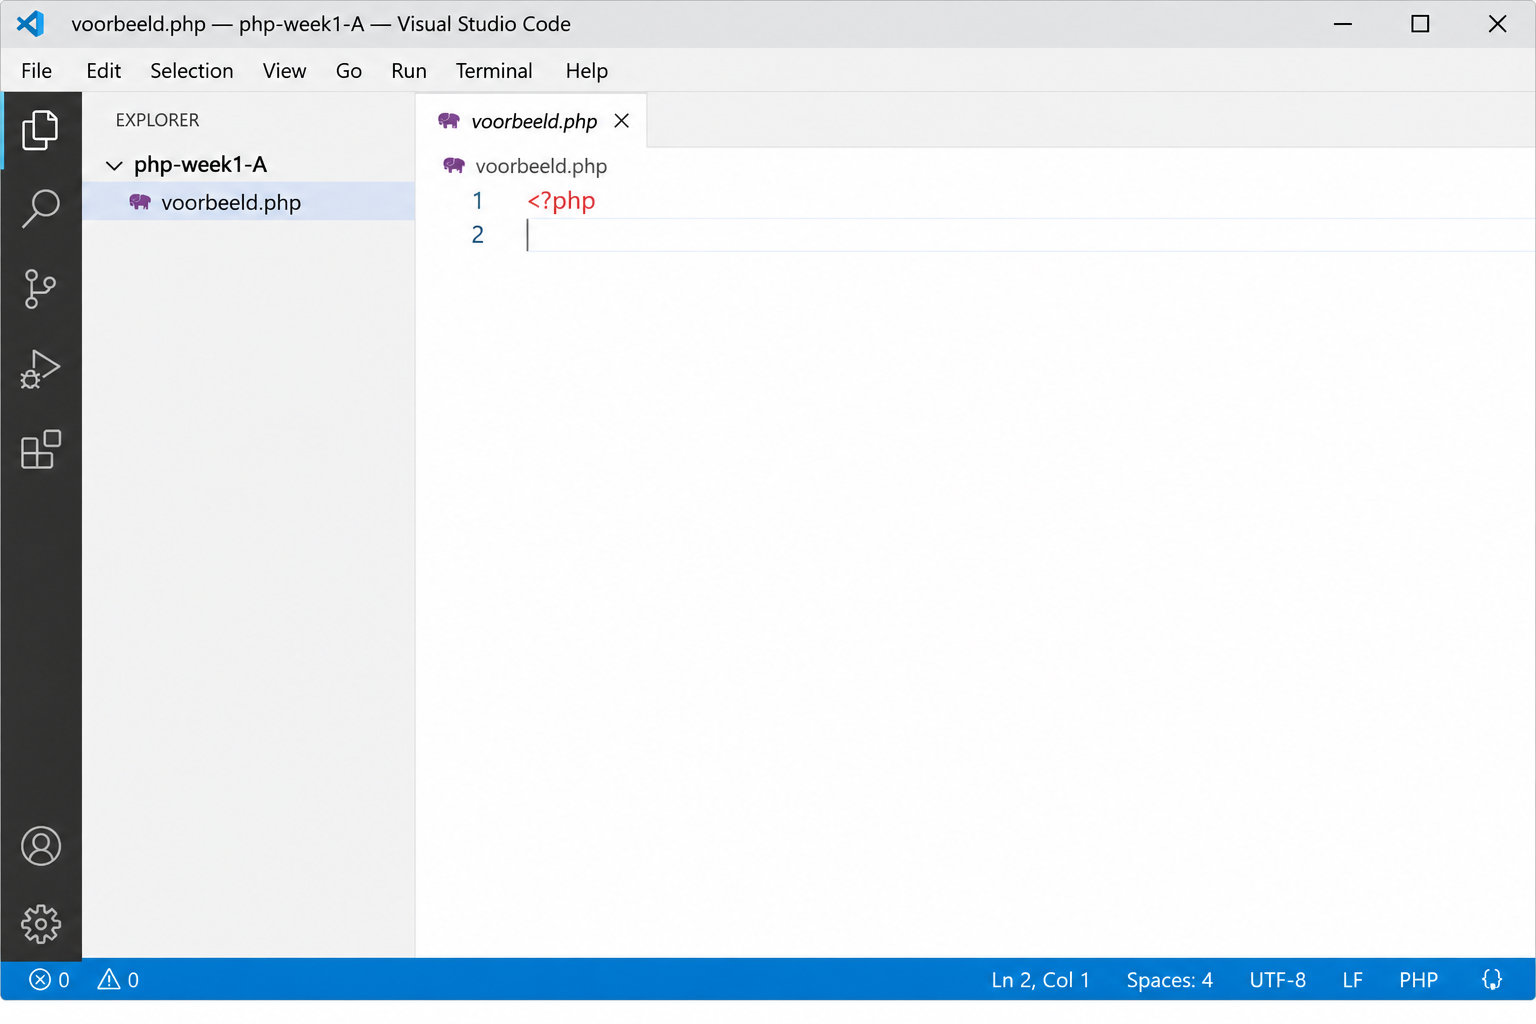 voorbeeld.php — php-week1-A — Visual Studio Code
File Edit Selection View Go Run Terminal Help
EXPLORER
php-week1-A
voorbeeld.php
voorbeeld.php
voorbeeld.php
1 <?php
2
0 0 Ln 2, Col 1 Spaces: 4 UTF-8 LF PHP {}